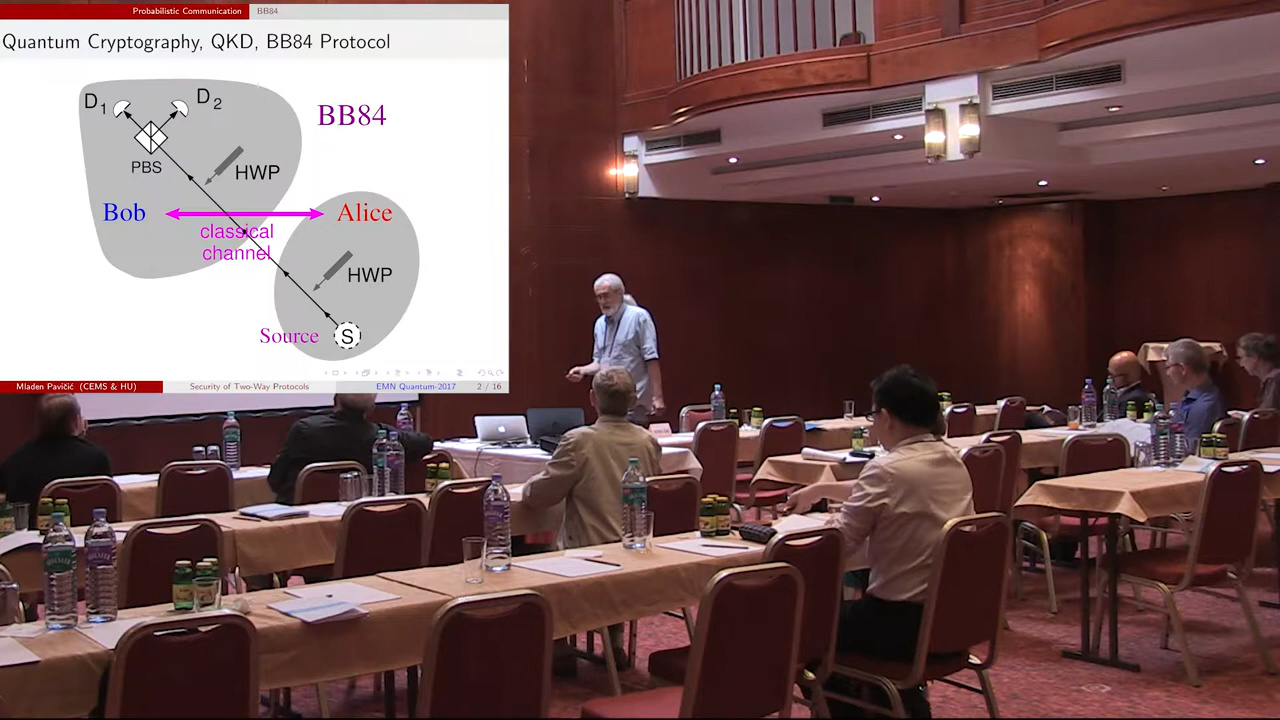 Probabilistic Communication BB84
Quantum Cryptography, QKD, BB84 Protocol
D1
D2
BB84
PBS
HWP
Bob
Alice
classical
channel
HWP
Source
S
Mladen Pavičić (CEMS & HU) Security of Two-Way Protocols EMN Quantum-2017 2 / 16